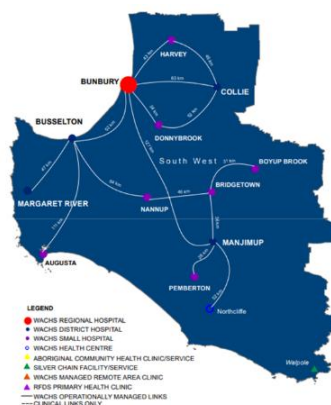 HARVEY
BUNBURY
COLLIE
DONNYBROOK
BUSSELTON
South West
BOYUP BROOK
BRIDGETOWN
MARGARET RIVER
NANNUP
MANJIMUP
AUGUSTA
PEMBERTON
Northcliffe
Walpole
LEGEND
WACHS REGIONAL HOSPITAL
WACHS DISTRICT HOSPITAL
WACHS SMALL HOSPITAL
WACHS HEALTH CENTRE
ABORIGINAL COMMUNITY HEALTH CLINIC/SERVICE
SILVER CHAIN FACILITY/SERVICE
WACHS MANAGED REMOTE AREA CLINIC
RFDS PRIMARY HEALTH CLINIC
WACHS OPERATIONALLY MANAGED LINKS
CLINICAL LINKS ONLY